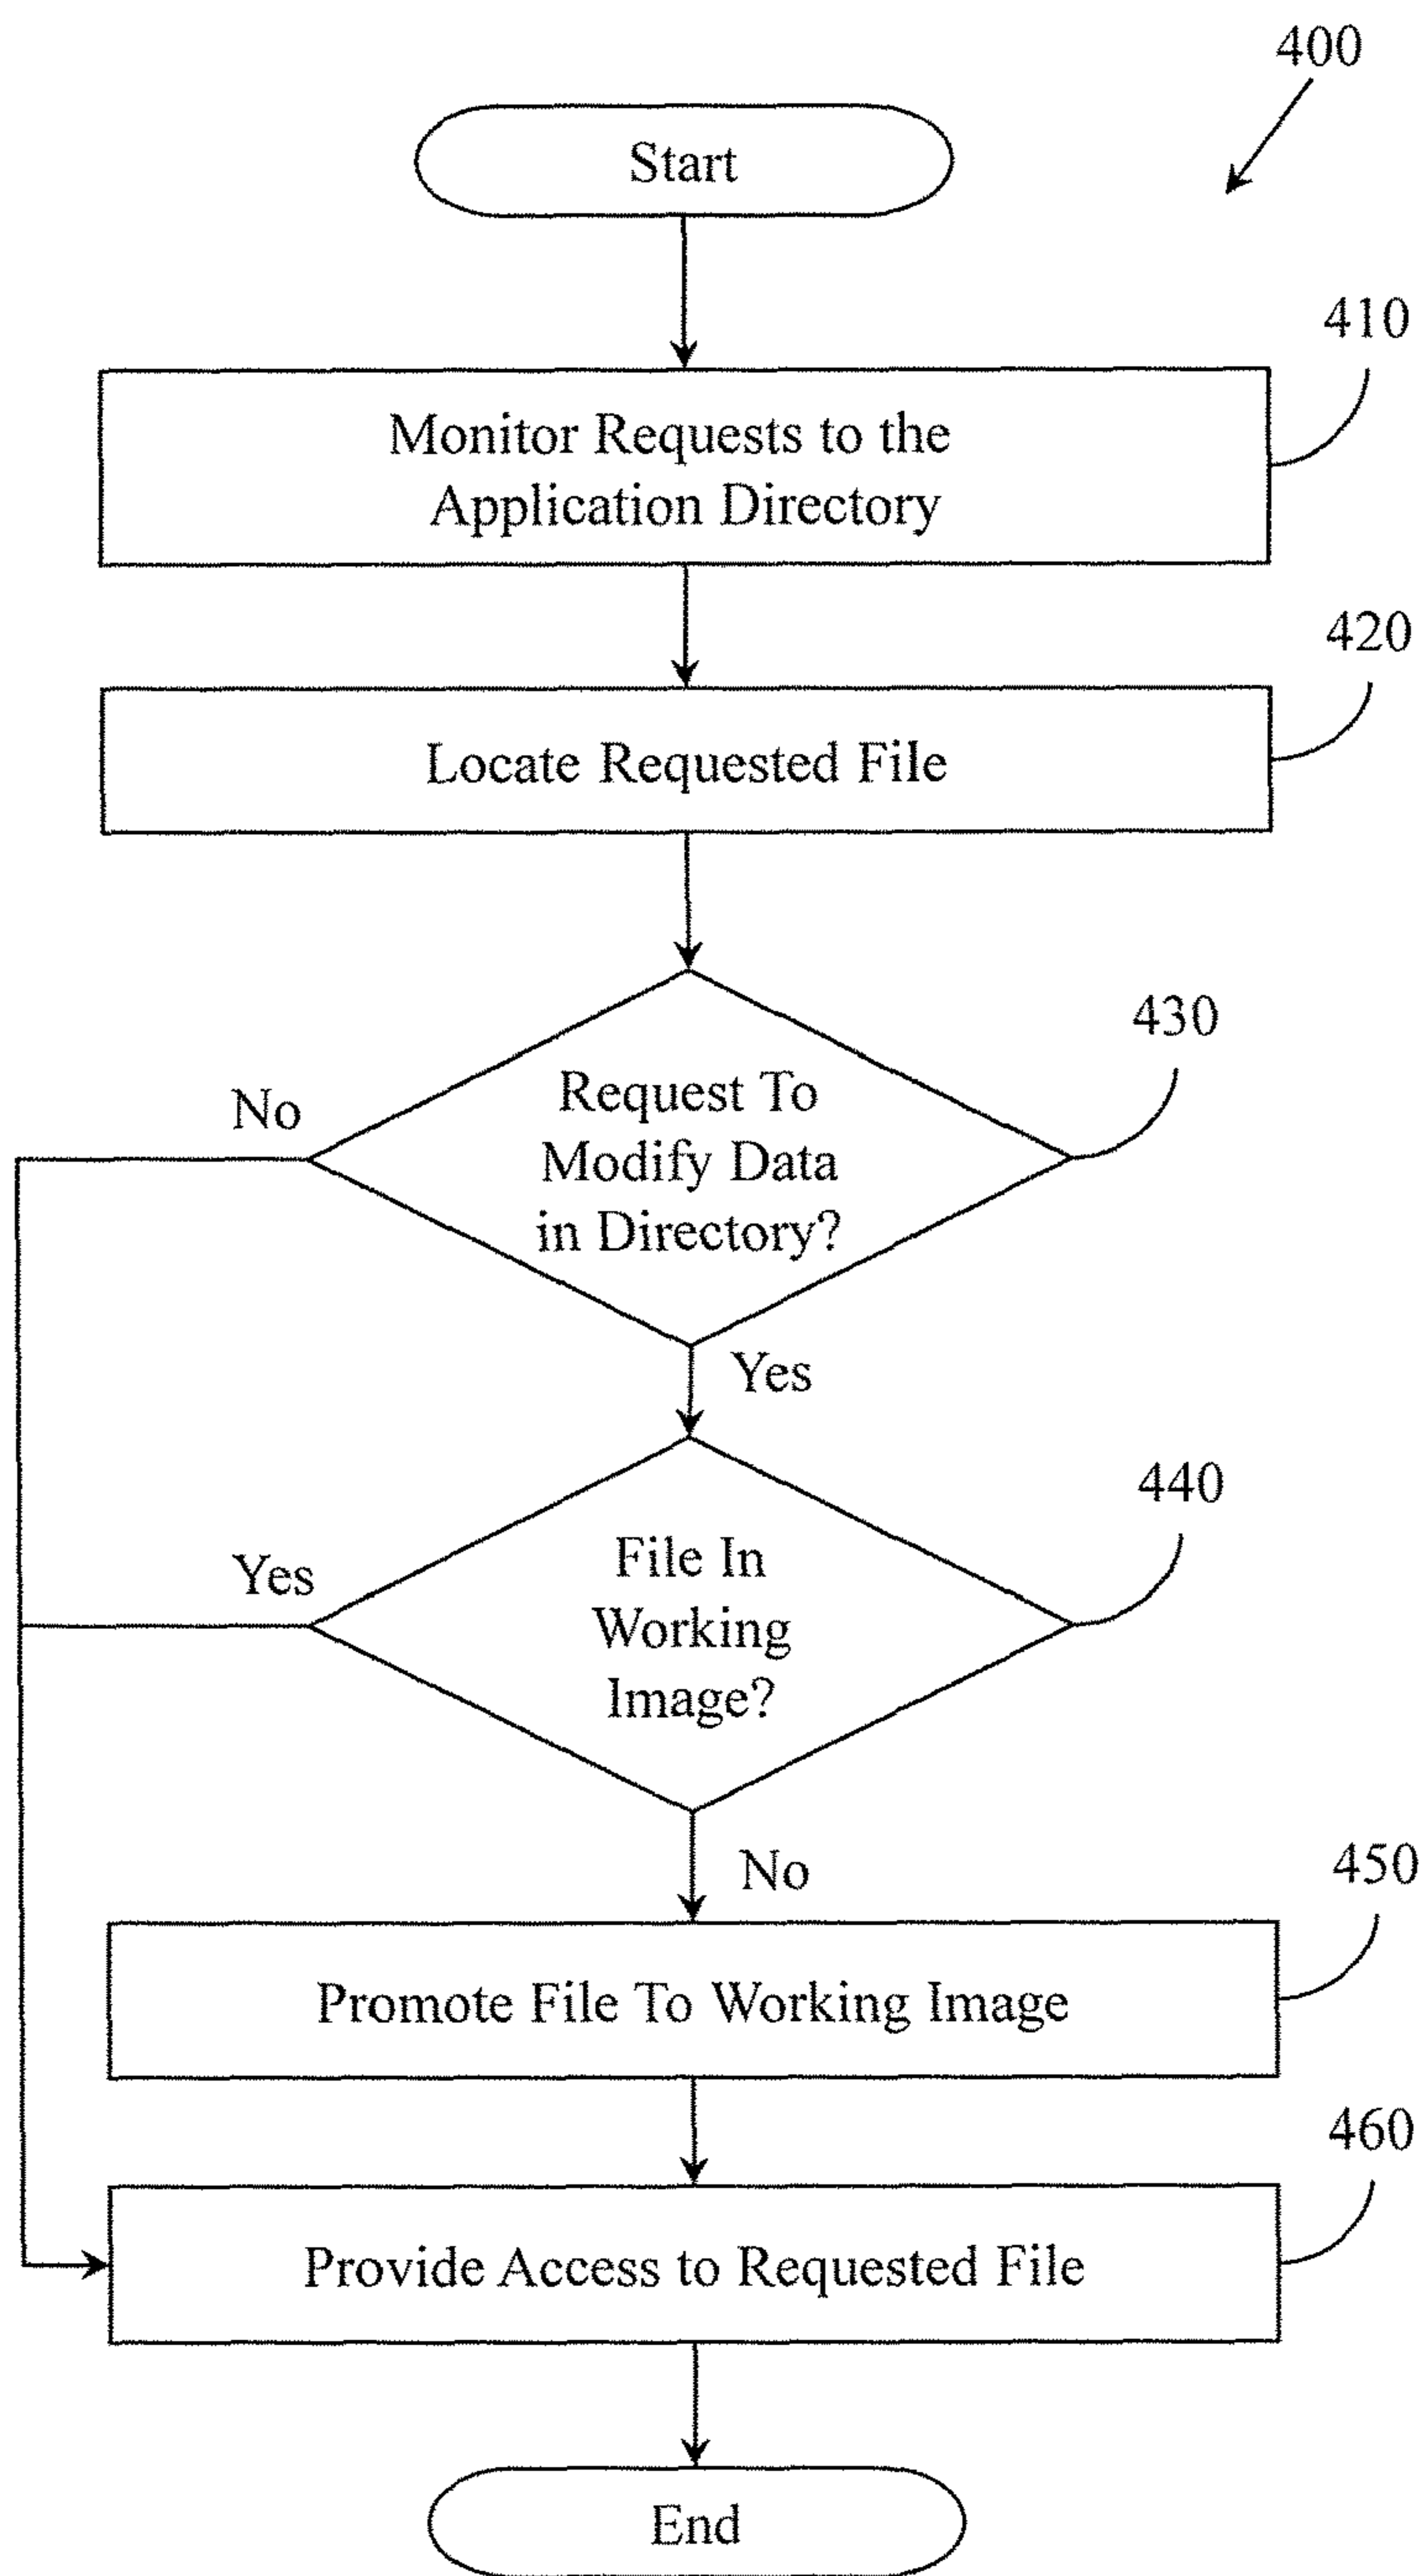 400
Start
410
Monitor Requests to the
Application Directory
420
Locate Requested File
430
No
Request To
Modify Data
in Directory?
Yes
440
Yes
File In
Working
Image?
No
450
Promote File To Working Image
460
Provide Access to Requested File
End